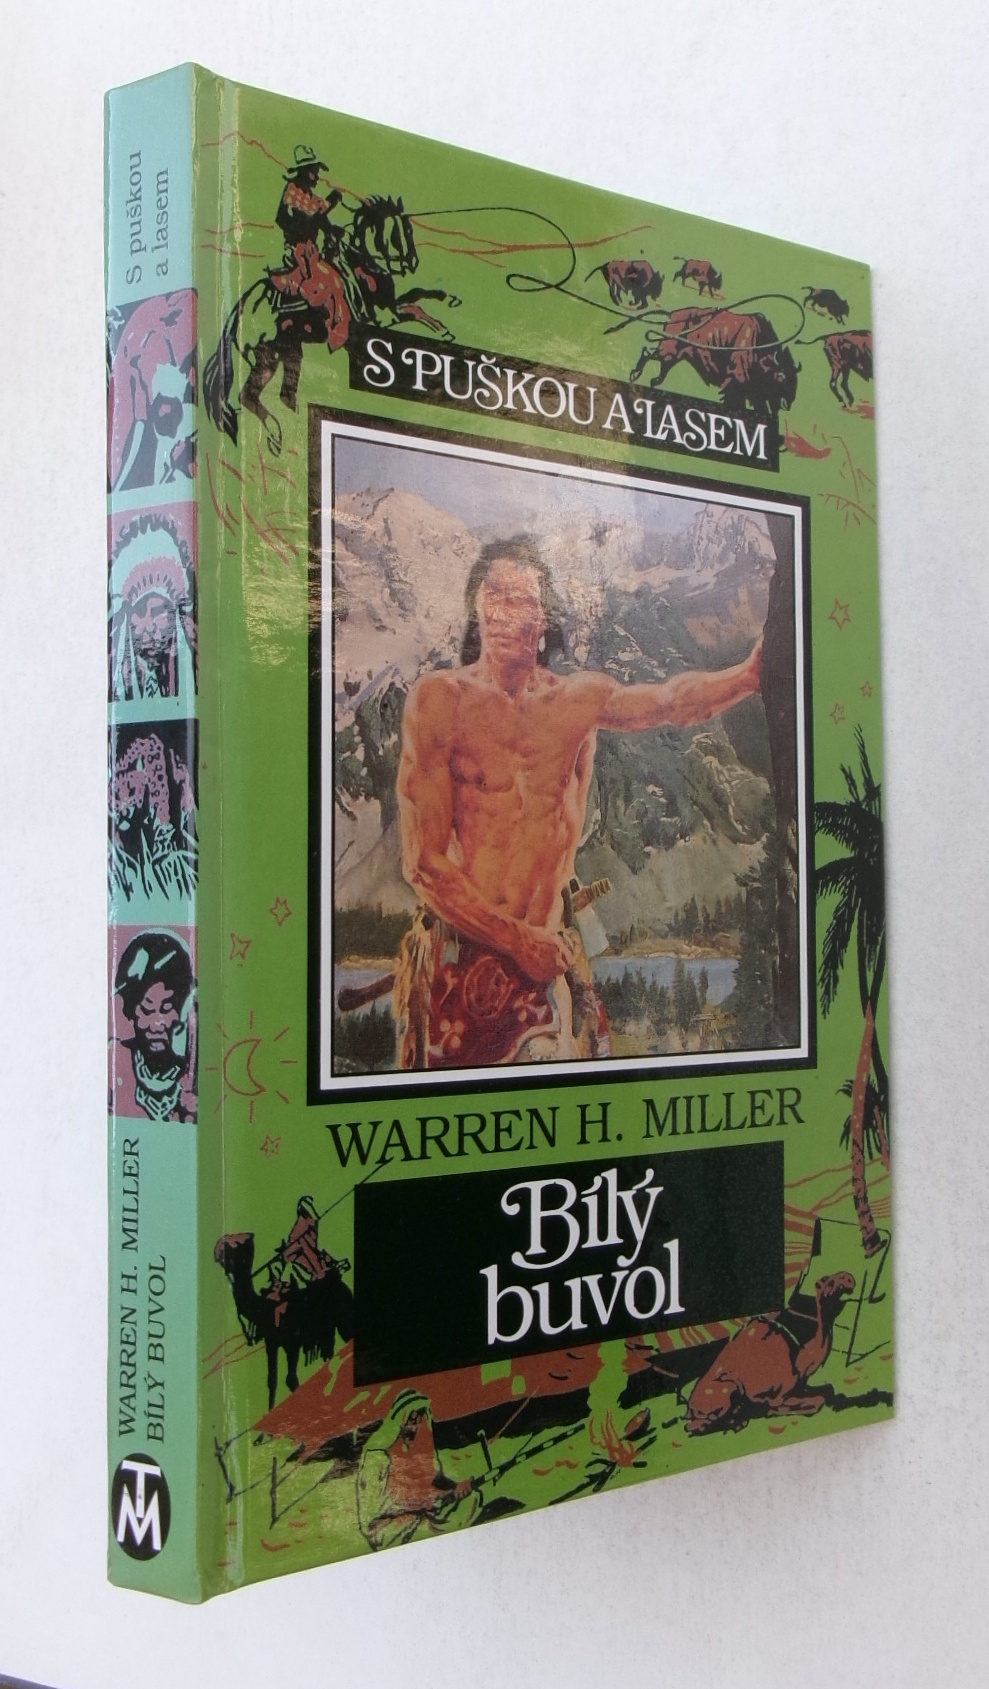 S puškou
a lasem
WARREN H. MILLER
BÍLÝ BUVOL
TM
S PUŠKOU A LASEM
WARREN H. MILLER
Bílý
buvol